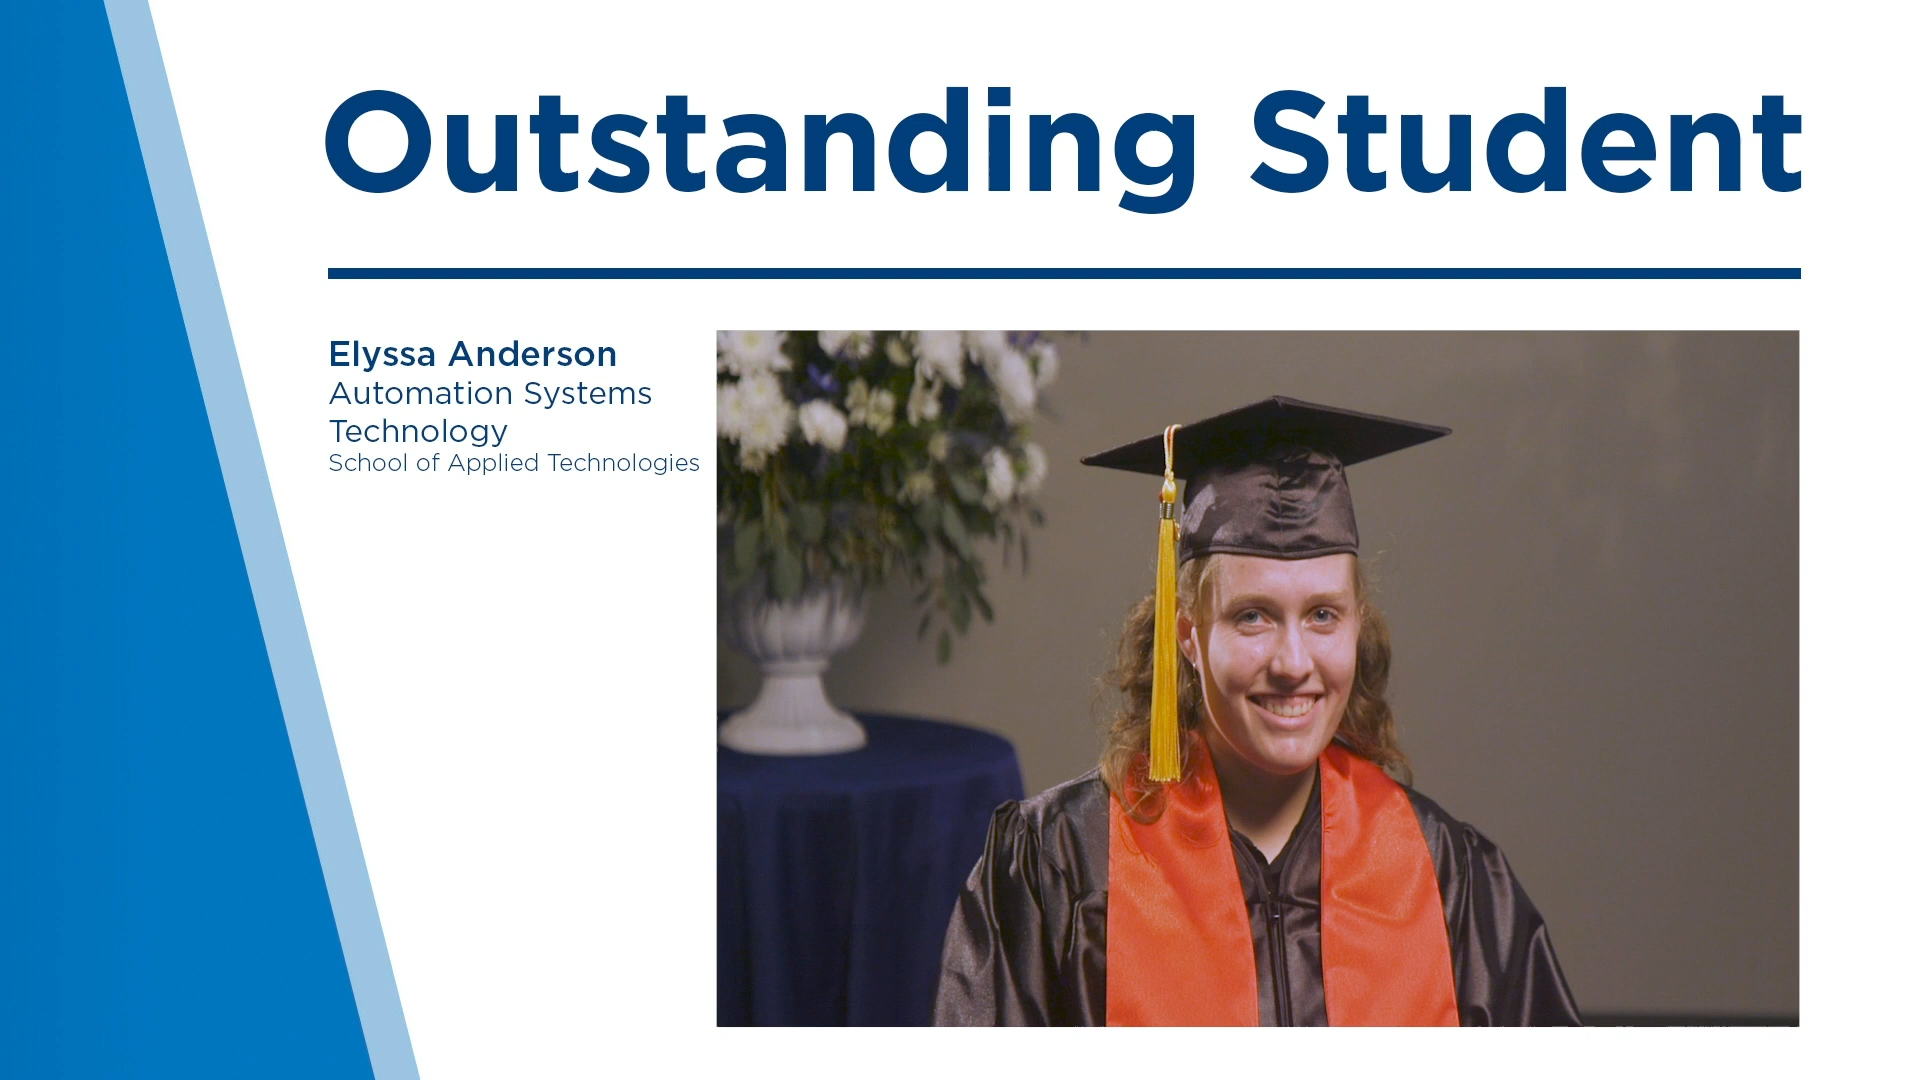 Outstanding Student
Elyssa Anderson
Automation Systems
Technology
School of Applied Technologies